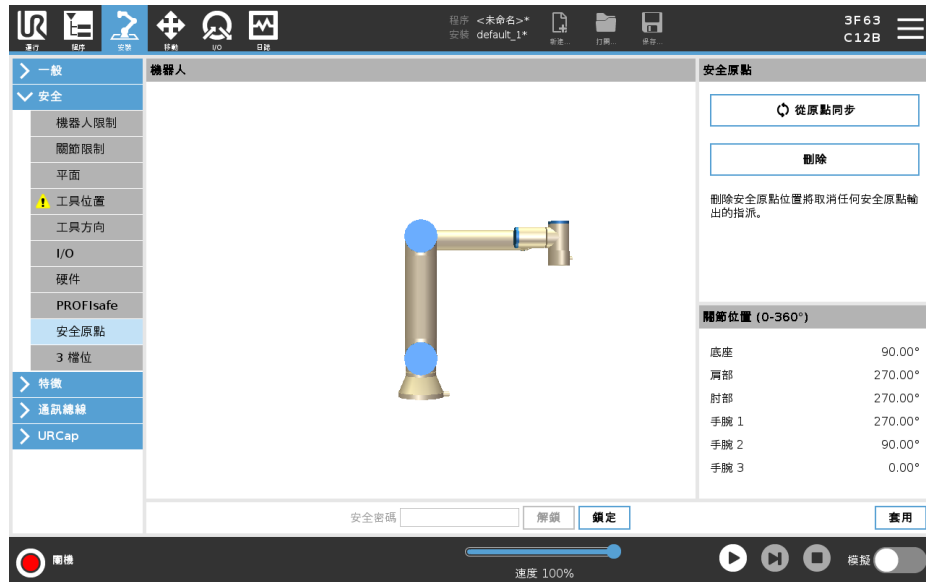 程序 <未命名>*
安裝 default_1*
3F63
C12B
運行
程序
安裝
移動
I/O
日誌
新建...
打開...
保存...
一般
安全
機器人限制
關節限制
平面
工具位置
工具方向
I/O
硬件
PROFIsafe
安全原點
3 檔位
特徵
通訊總線
URCap
機器人
安全原點
從原點同步
刪除
刪除安全原點位置將取消任何安全原點輸
出的指派。
關節位置 (0-360°)
底座 90.00°
肩部 270.00°
肘部 270.00°
手腕 1 270.00°
手腕 2 90.00°
手腕 3 0.00°
安全密碼
解鎖
鎖定
套用
關機
速度 100%
模擬